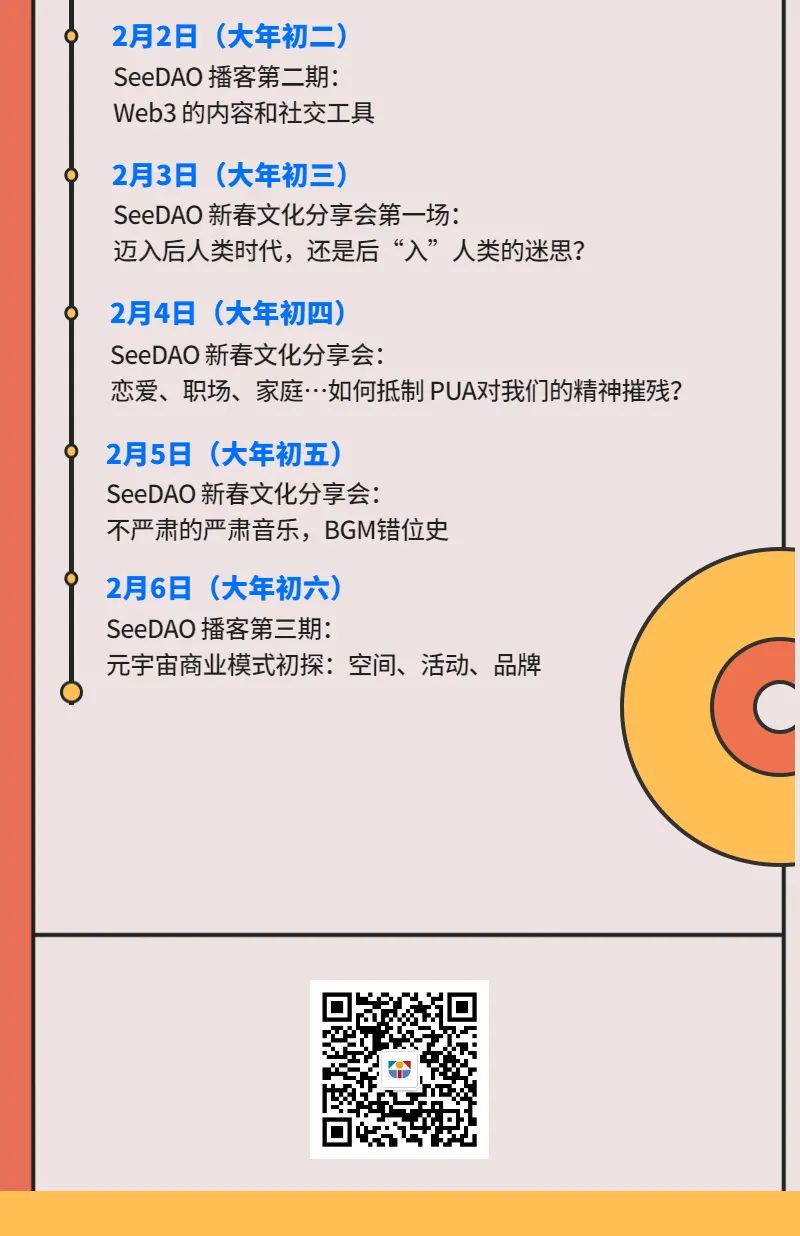 2月2日（大年初二）
SeeDAO 播客第二期：
Web3 的内容和社交工具
2月3日（大年初三）
SeeDAO 新春文化分享会第一场：
迈入后人类时代，还是后“入”人类的迷思？
2月4日（大年初四）
SeeDAO 新春文化分享会：
恋爱、职场、家庭…如何抵制 PUA对我们的精神摧残？
2月5日（大年初五）
SeeDAO 新春文化分享会：
不严肃的严肃音乐，BGM错位史
2月6日（大年初六）
SeeDAO 播客第三期：
元宇宙商业模式初探：空间、活动、品牌